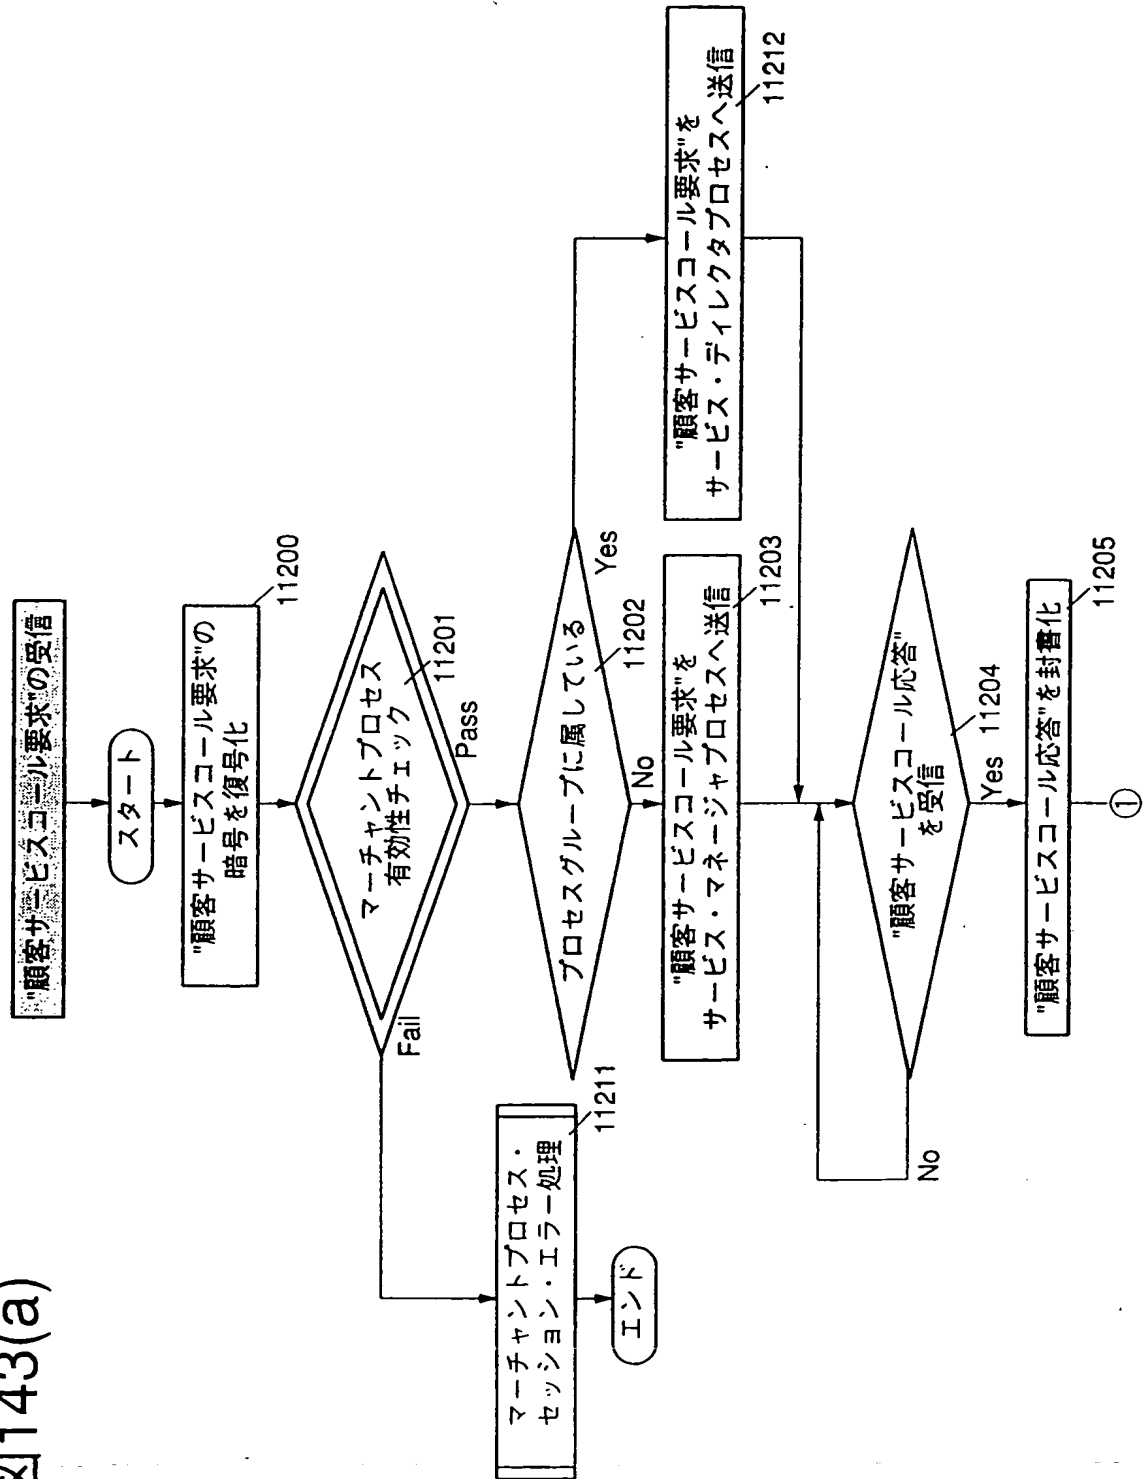 図143(a)
"顧客サービスコール要求"の受信
スタート
"顧客サービスコール要求"の
暗号を復号化
11200
マーチャントプロセス
有効性チェック
11201
Fail
Pass
マーチャントプロセス・
セッション・エラー処理
11211
エンド
プロセスグループに属している
11202
Yes
No
"顧客サービスコール要求"を
サービス・マネージャプロセスへ送信
11203
"顧客サービスコール要求"を
サービス・ディレクタプロセスへ送信
11212
"顧客サービスコール応答"
を受信
11204
No
Yes
"顧客サービスコール応答"を封書化
11205
①